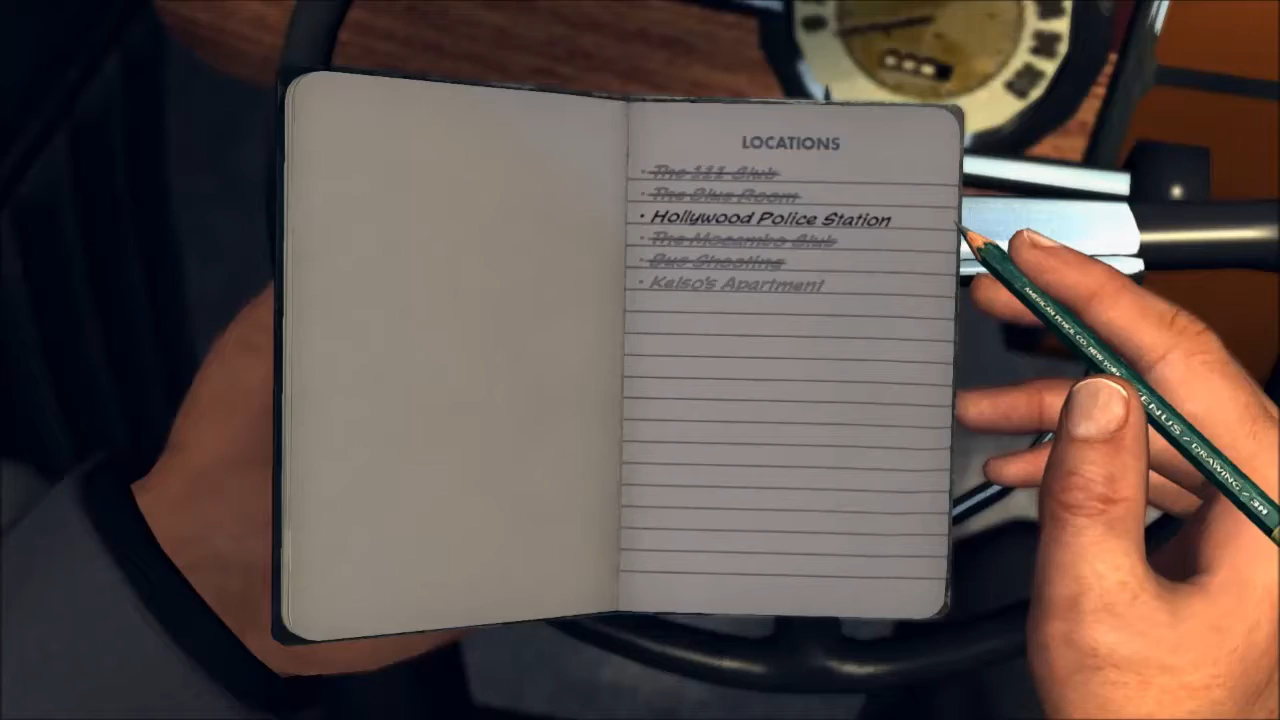 LOCATIONS
· The 111 Club
· The Blue Room
· Hollywood Police Station
· The Mocambo Club
· Bus Shooting
· Kelso's Apartment
AMERICAN PENCIL CO. NEW YORK
VENUS / DRAWING / 3H